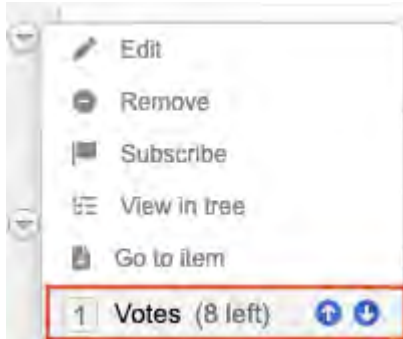 Edit
Remove
Subscribe
View in tree
Go to item
1 Votes (8 left)